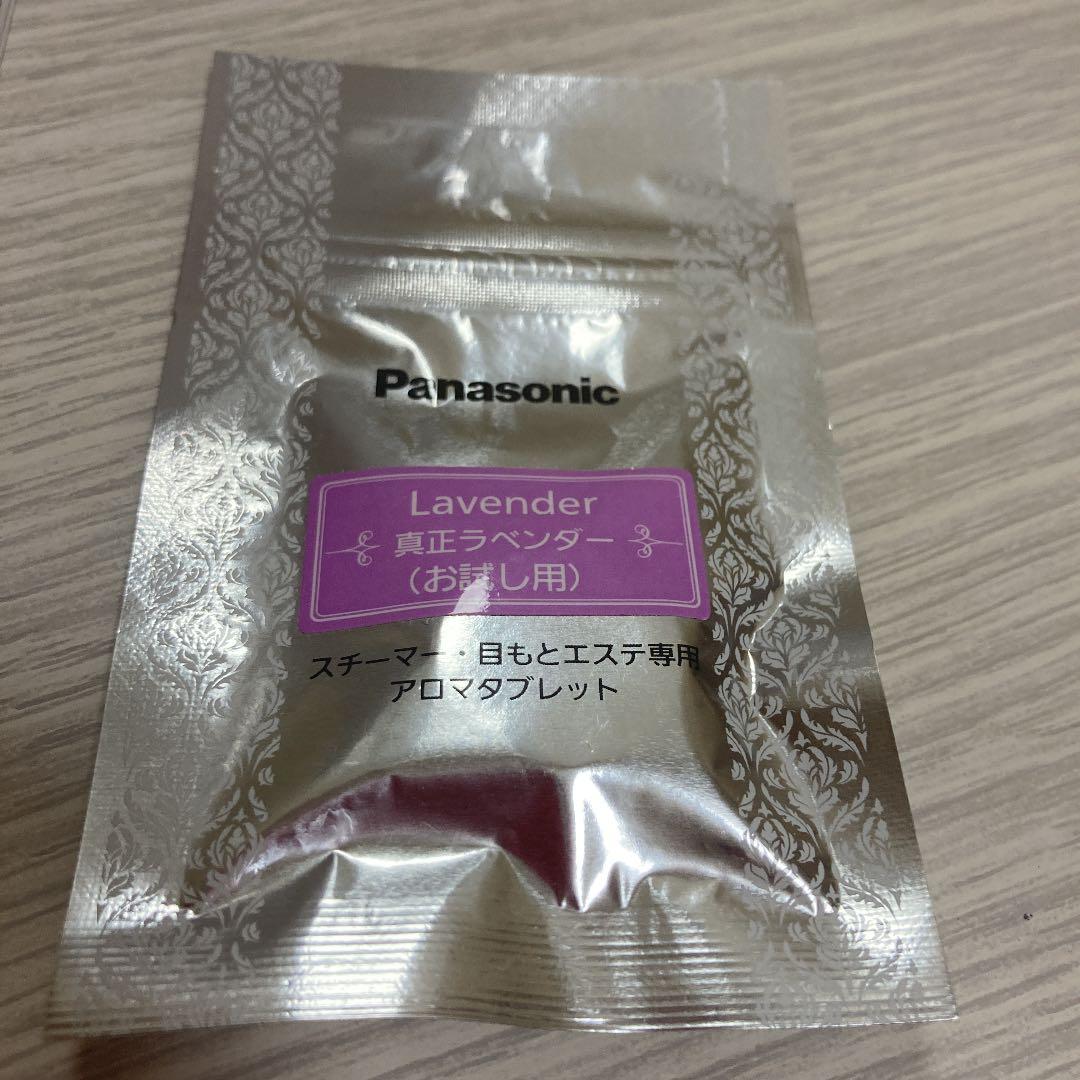 Panasonic
Lavender
真正ラベンダー
(お試し用)
スチーマー・目もとエステ専用
アロマタブレット